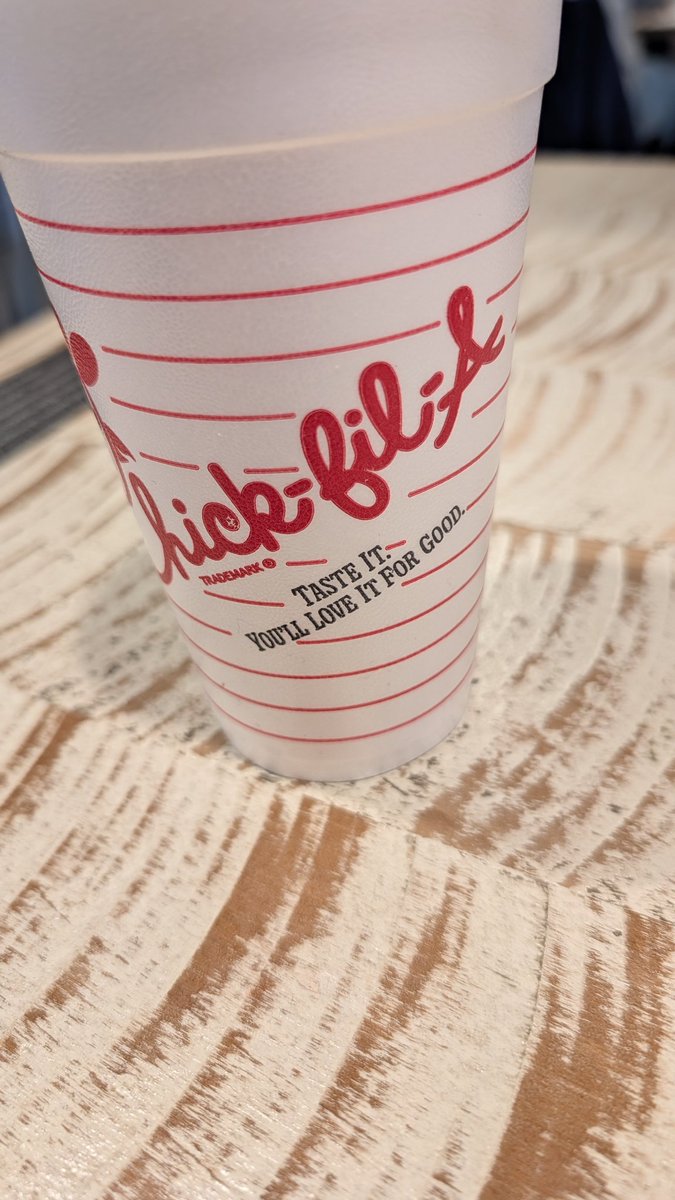 Chick-fil-A
TRADEMARK ®
TASTE IT.
YOU'LL LOVE IT FOR GOOD.